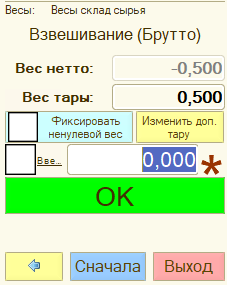 Весы: Весы склад сырья
Взвешивание (Брутто)
Вес нетто: -0,500
Вес тары: 0,500
Фиксировать ненулевой вес
Изменить доп. тару
Вве.. 0,000 *
OK
Сначала Выход